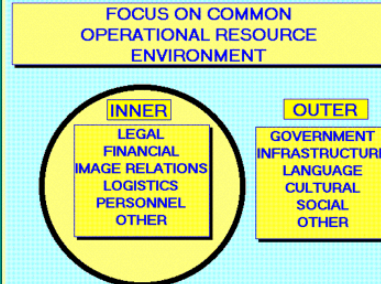 FOCUS ON COMMON
OPERATIONAL RESOURCE
ENVIRONMENT
INNER
LEGAL
FINANCIAL
IMAGE RELATIONS
LOGISTICS
PERSONNEL
OTHER
OUTER
GOVERNMENT
INFRASTRUCTURE
LANGUAGE
CULTURAL
SOCIAL
OTHER